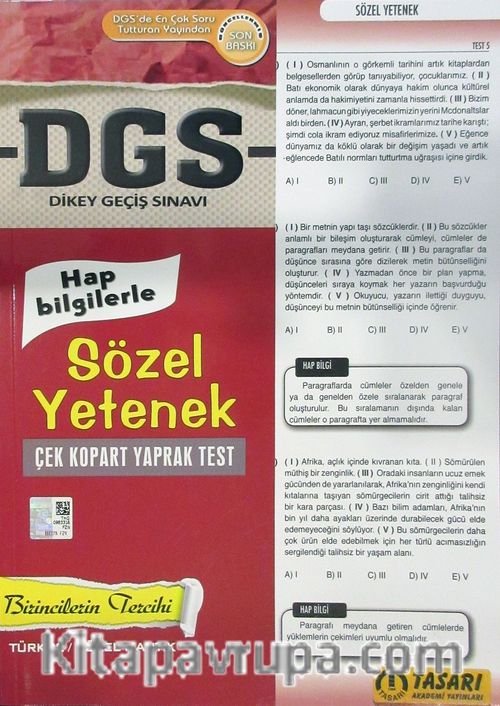 DGS'de En Çok Soru
Tutturan Yayından
GÜNCELLENMİŞ
SON
BASKI
DGS
DİKEY GEÇİŞ SINAVI
Hap
bilgilerle
Sözel
Yetenek
ÇEK KOPART YAPRAK TEST
Birincilerin Tercihi
SÖZEL YETENEK
TEST 5
( I ) Osmanlının o görkemli tarihini artık kitaplardan
belgesellerden görüp tanıyabiliyor, çocuklarımız. ( II )
Batı ekonomik olarak dünyaya hakim olunca kültürel
anlamda da hakimiyetini zamanla hissettirdi. ( III ) Bizim
döner, lahmacun gibi yiyeceklerimizin yerini Mcdonaldslar
aldı birden. ( IV ) Ayran, şerbet ikramlarımız tarihe karıştı;
şimdi cola ikram ediyoruz misafirlerimize. ( V ) Eğence
dünyamız da köklü olarak bir değişim yaşadı ve artık
eğlencede Batılı normları tutturtma uğraşısı içine girdik.
A) I B) II C) III D) IV E) V
( I ) Bir metnin yapı taşı sözcüklerdir. ( II ) Bu sözcükler
anlamlı bir bileşim oluşturarak cümleyi, cümleler de
paragrafları meydana getirir. ( III ) Bu paragraflar da
düşünce sırasına göre dizilerek metin bütünselliğini
oluşturur. ( IV ) Yazmadan önce bir plan yapma,
düşünceleri sıraya koymak her yazarın başvurduğu
yöntemdir. ( V ) Okuyucu, yazarın ilettiği duyguyu,
düşünceyi bu metnin bütünselliği içinde öğrenir.
A) I B) II C) III D) IV E) V
HAP BİLGİ
Paragraflarda cümleler özelden genele
ya da genelden özele sıralanarak paragraf
oluşturulur. Bu sıralamanın dışında kalan
cümleler o paragrafta yer almamalıdır.
( I ) Afrika, açlık içinde kıvranan kıta. ( II ) Sömürülen
müthiş bir zenginlik. ( III ) Oradaki insanların ucuz emek
gücünden de yararlanılarak, Afrika'nın zenginliğini kendi
kıtalarına taşıyan sömürgecilerin cirit attığı talihsiz
bir kara parçası. ( IV ) Bazı bilim adamları, Afrika'nın
bin yıl daha ayakları üzerinde durabilecek gücü elde
edemeyeceğini söylüyor. ( V ) Bu sömürgecilerin daha
çok ürün elde edebilmek için her türlü acımasızlığın
sergilendiği talihsiz bir yaşam alanı.
A) I B) II C) III D) IV E) V
HAP BİLGİ
Paragrafı meydana getiren cümlelerde
yüklemlerin çekimleri uyumlu olmalıdır.
kitapavrupa.com
TASARI
TASARI
AKADEMİ YAYINLARI